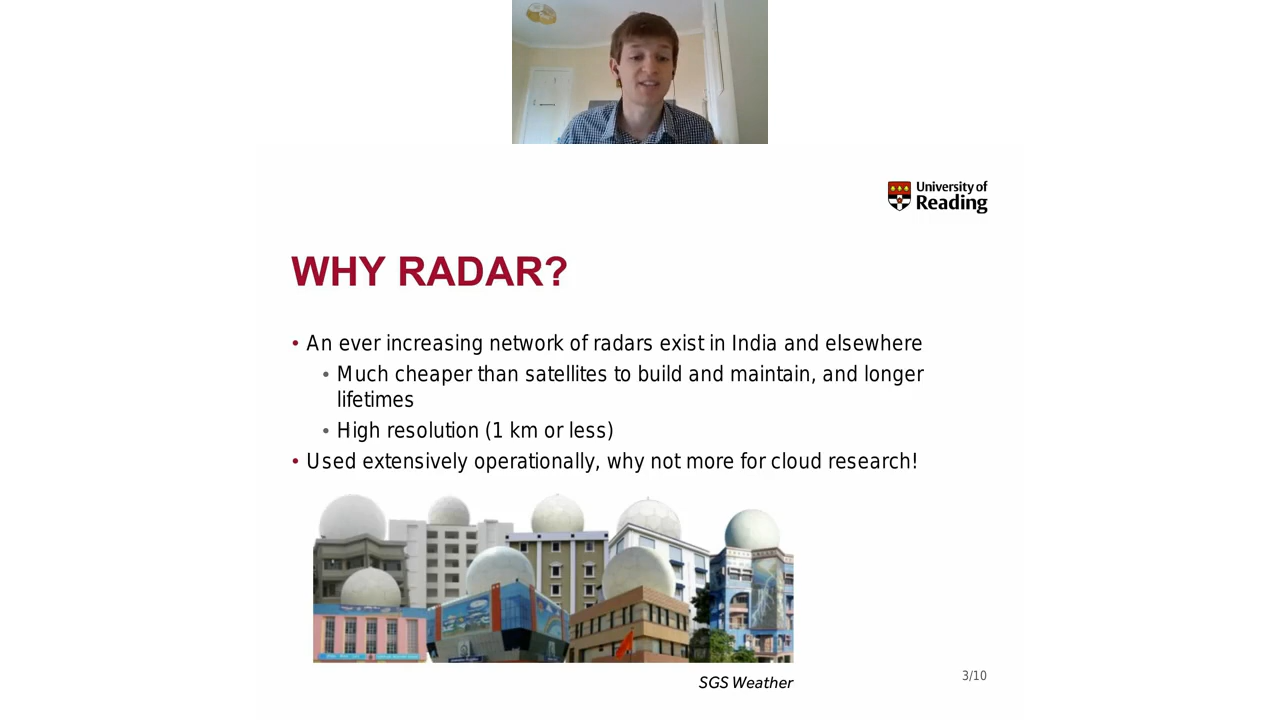 University of
Reading
WHY RADAR?
• An ever increasing network of radars exist in India and elsewhere
• Much cheaper than satellites to build and maintain, and longer
lifetimes
• High resolution (1 km or less)
• Used extensively operationally, why not more for cloud research!
SGS Weather
3/10